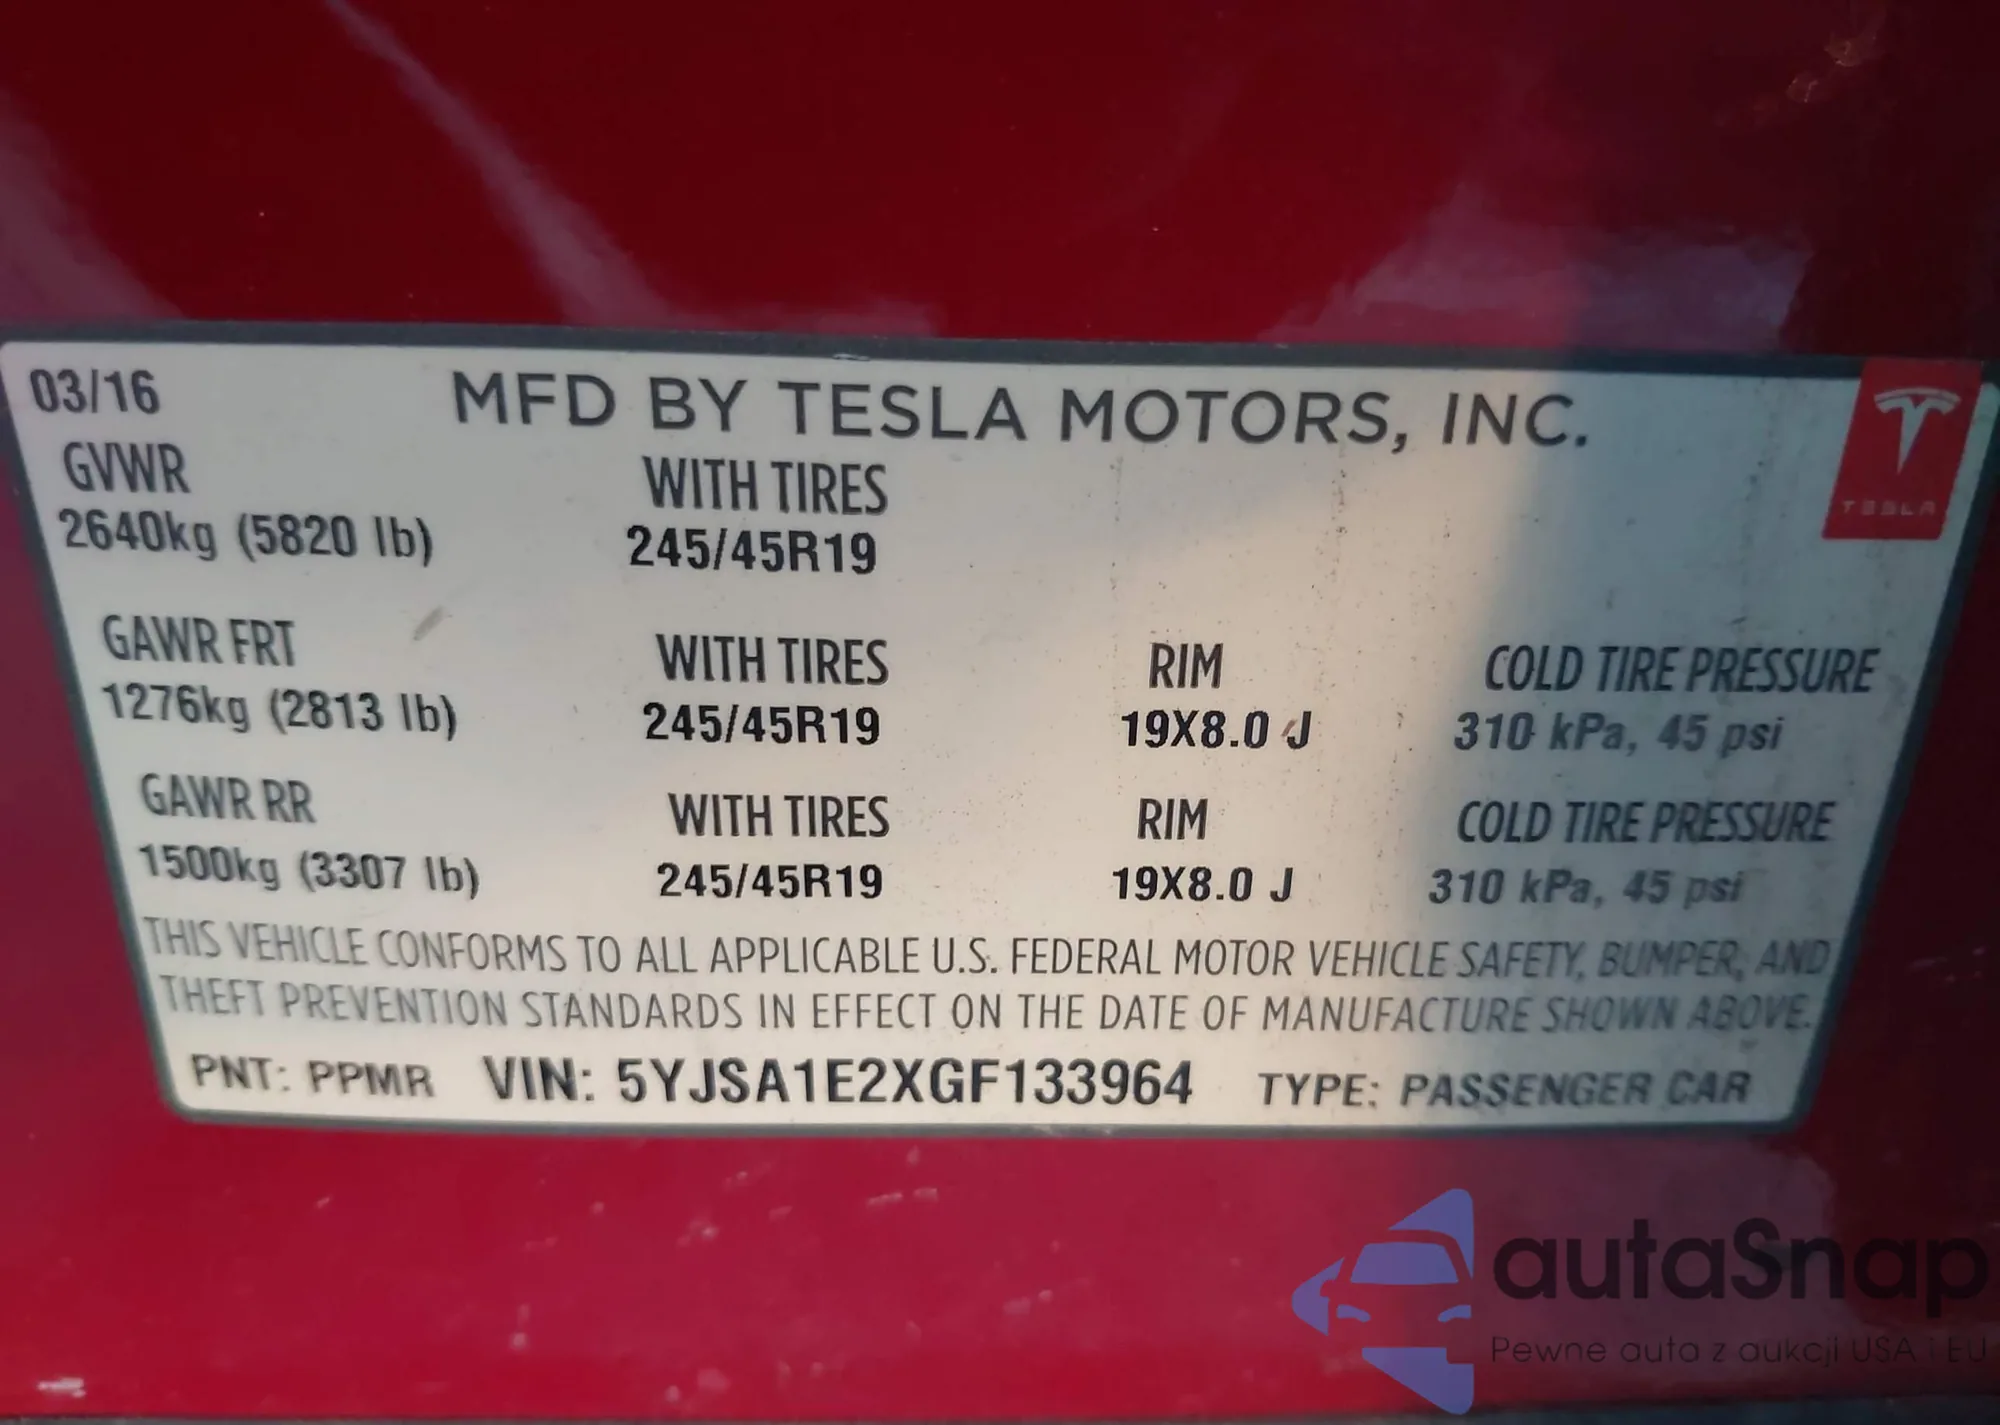 03/16 MFD BY TESLA MOTORS, INC.
TESLA
GVWR WITH TIRES
2640kg (5820 lb) 245/45R19
GAWR FRT WITH TIRES RIM COLD TIRE PRESSURE
1276kg (2813 lb) 245/45R19 19X8.0 J 310 kPa, 45 psi
GAWR RR WITH TIRES RIM COLD TIRE PRESSURE
1500kg (3307 lb) 245/45R19 19X8.0 J 310 kPa, 45 psi
THIS VEHICLE CONFORMS TO ALL APPLICABLE U.S. FEDERAL MOTOR VEHICLE SAFETY, BUMPER, AND
THEFT PREVENTION STANDARDS IN EFFECT ON THE DATE OF MANUFACTURE SHOWN ABOVE.
PNT: PPMR VIN: 5YJSA1E2XGF133964 TYPE: PASSENGER CAR
autaSnap
Pewne auta z aukcji USA i EU